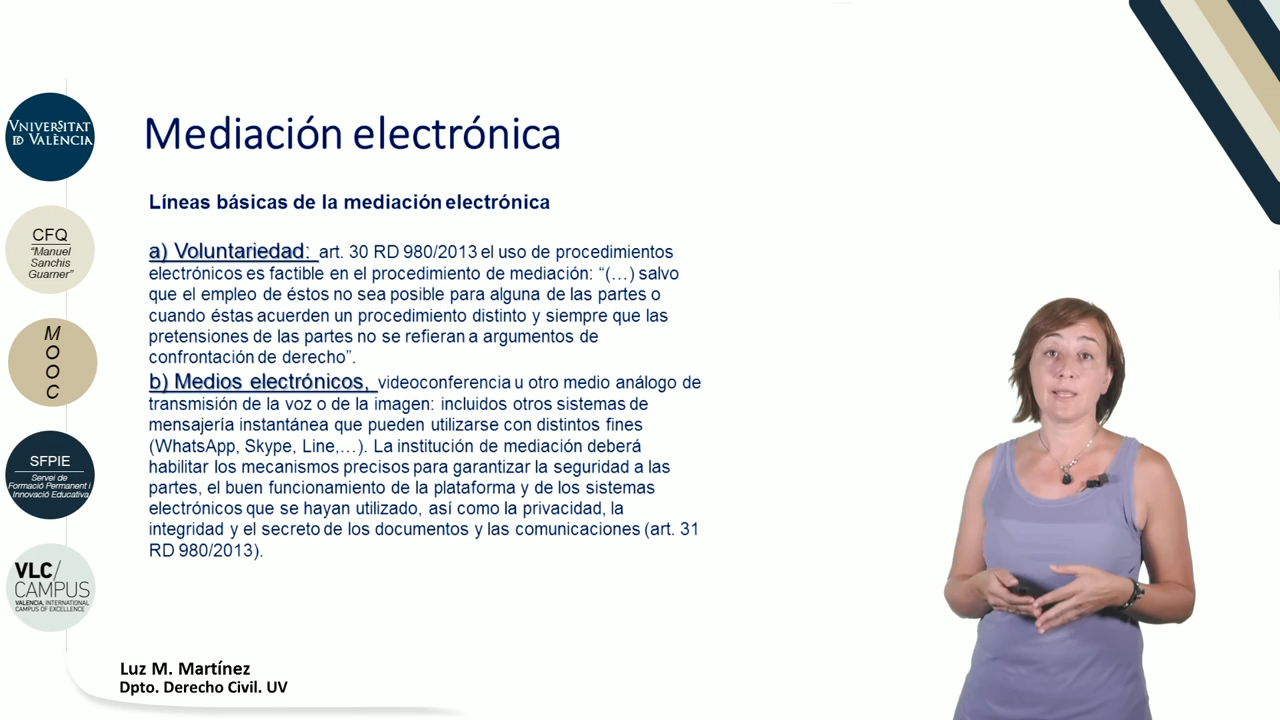 Mediación electrónica
Líneas básicas de la mediación electrónica
a) Voluntariedad: art. 30 RD 980/2013 el uso de procedimientos
electrónicos es factible en el procedimiento de mediación: “(…) salvo
que el empleo de éstos no sea posible para alguna de las partes o
cuando éstas acuerden un procedimiento distinto y siempre que las
pretensiones de las partes no se refieran a argumentos de
confrontación de derecho”.
b) Medios electrónicos, videoconferencia u otro medio análogo de
transmisión de la voz o de la imagen: incluidos otros sistemas de
mensajería instantánea que pueden utilizarse con distintos fines
(WhatsApp, Skype, Line,…). La institución de mediación deberá
habilitar los mecanismos precisos para garantizar la seguridad a las
partes, el buen funcionamiento de la plataforma y de los sistemas
electrónicos que se hayan utilizado, así como la privacidad, la
integridad y el secreto de los documentos y las comunicaciones (art. 31
RD 980/2013).
VNIVERSITAT
DE VALÈNCIA
CFQ
“Manuel
Sanchis
Guarner”
M
O
O
C
SFPIE
Servei de
Formació Permanent i
Innovació Educativa
VLC/
CAMPUS
VALENCIA, INTERNATIONAL
CAMPUS OF EXCELLENCE
Luz M. Martínez
Dpto. Derecho Civil. UV